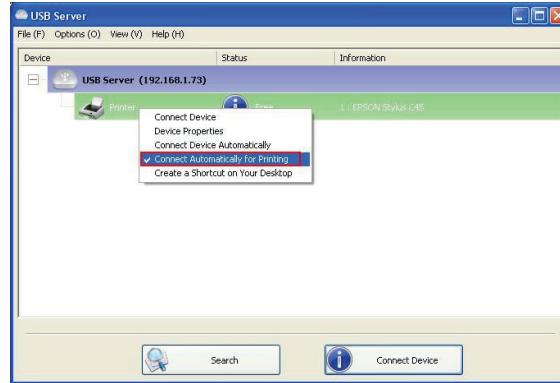 USB Server
File (F) Options (O) View (V) Help (H)
Device Status Information
USB Server (192.168.1.73)
Printer Free 1 : EPSON Stylus C45
Connect Device
Device Properties
Connect Device Automatically
Connect Automatically for Printing
Create a Shortcut on Your Desktop
Search Connect Device